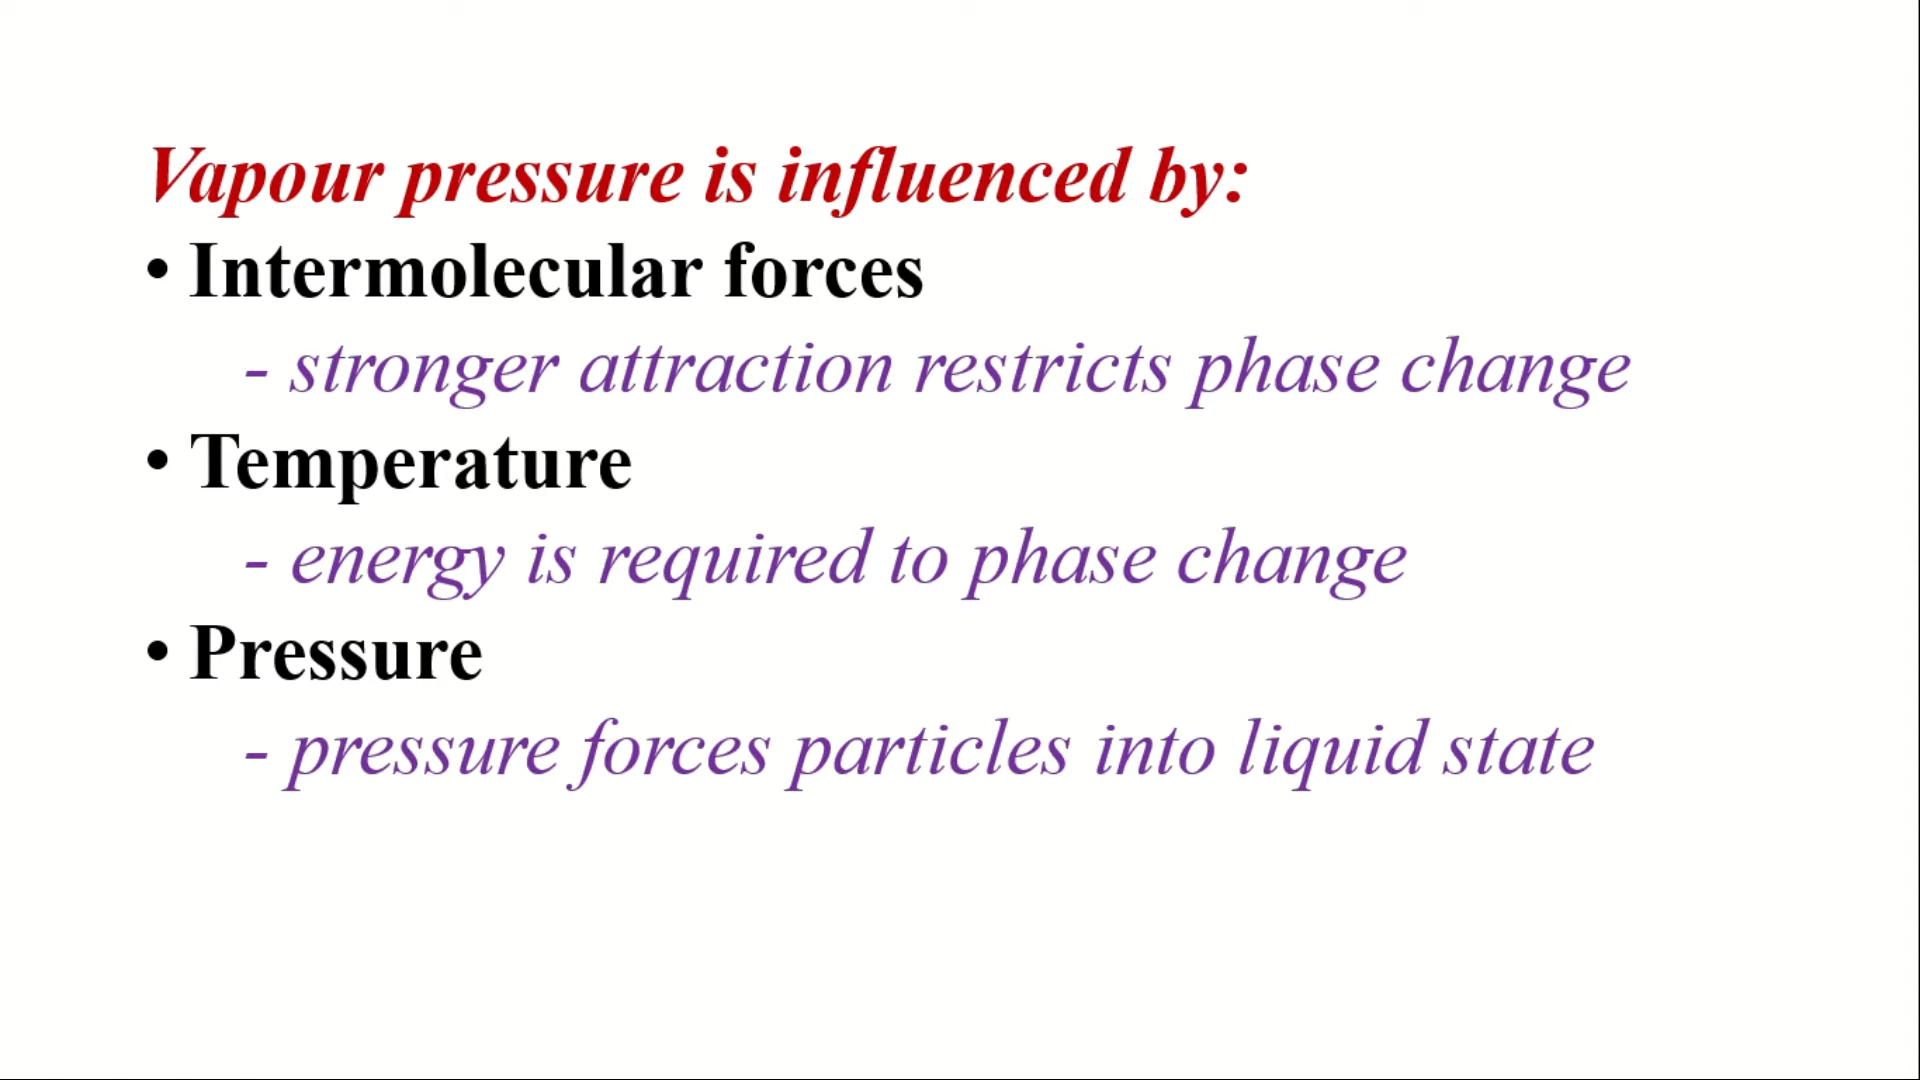 Vapour pressure is influenced by:
• Intermolecular forces
- stronger attraction restricts phase change
• Temperature
- energy is required to phase change
• Pressure
- pressure forces particles into liquid state